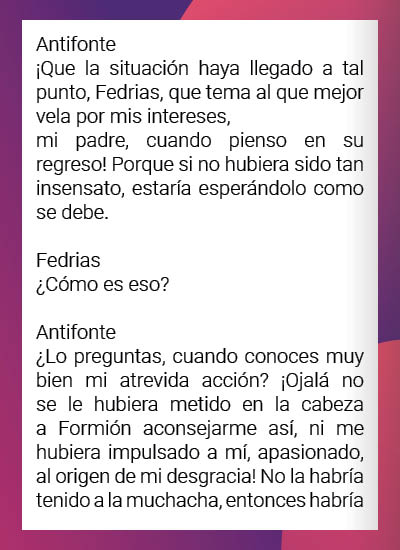 Antifonte
¡Que la situación haya llegado a tal
punto, Fedrias, que tema al que mejor
vela por mis intereses,
mi padre, cuando pienso en su
regreso! Porque si no hubiera sido tan
insensato, estaría esperándolo como
se debe.
Fedrias
¿Cómo es eso?
Antifonte
¿Lo preguntas, cuando conoces muy
bien mi atrevida acción? ¡Ojalá no
se le hubiera metido en la cabeza
a Formión aconsejarme así, ni me
hubiera impulsado a mí, apasionado,
al origen de mi desgracia! No la habría
tenido a la muchacha, entonces habría